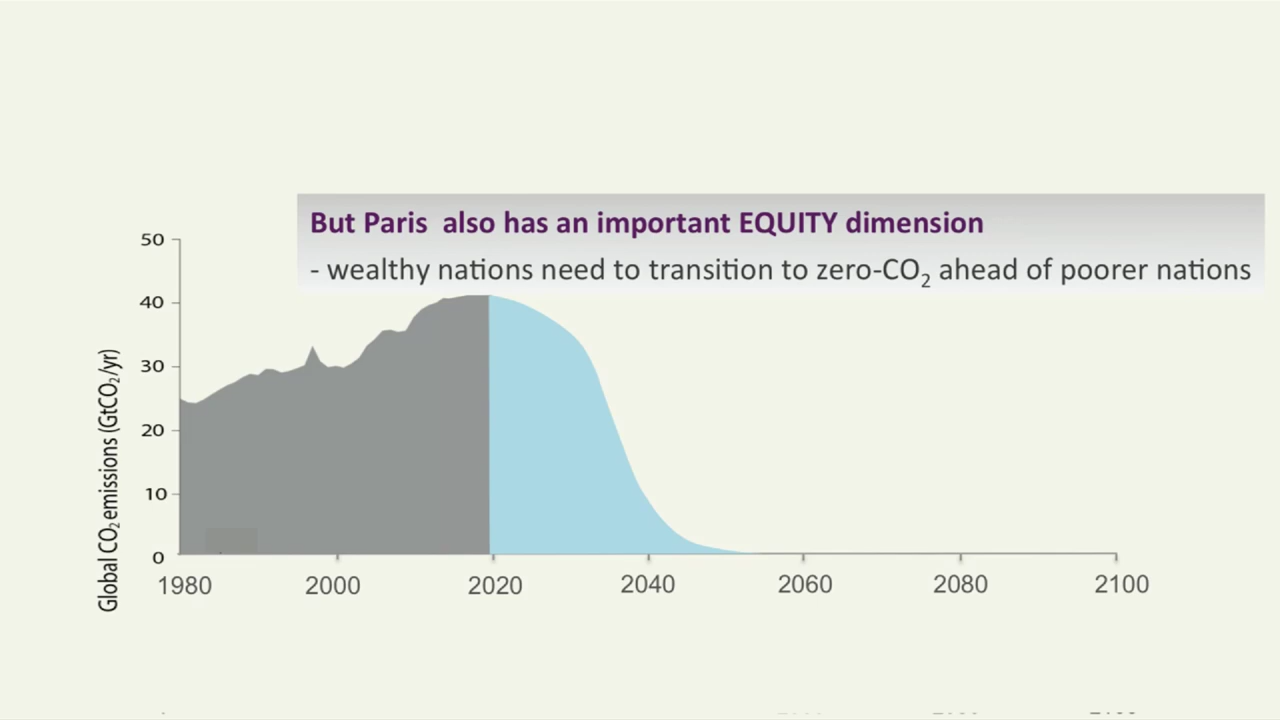 But Paris  also has an important EQUITY dimension
- wealthy nations need to transition to zero-CO₂ ahead of poorer nations
Global CO₂ emissions (GtCO₂/yr)
50
40
30
20
10
0
1980 2000 2020 2040 2060 2080 2100